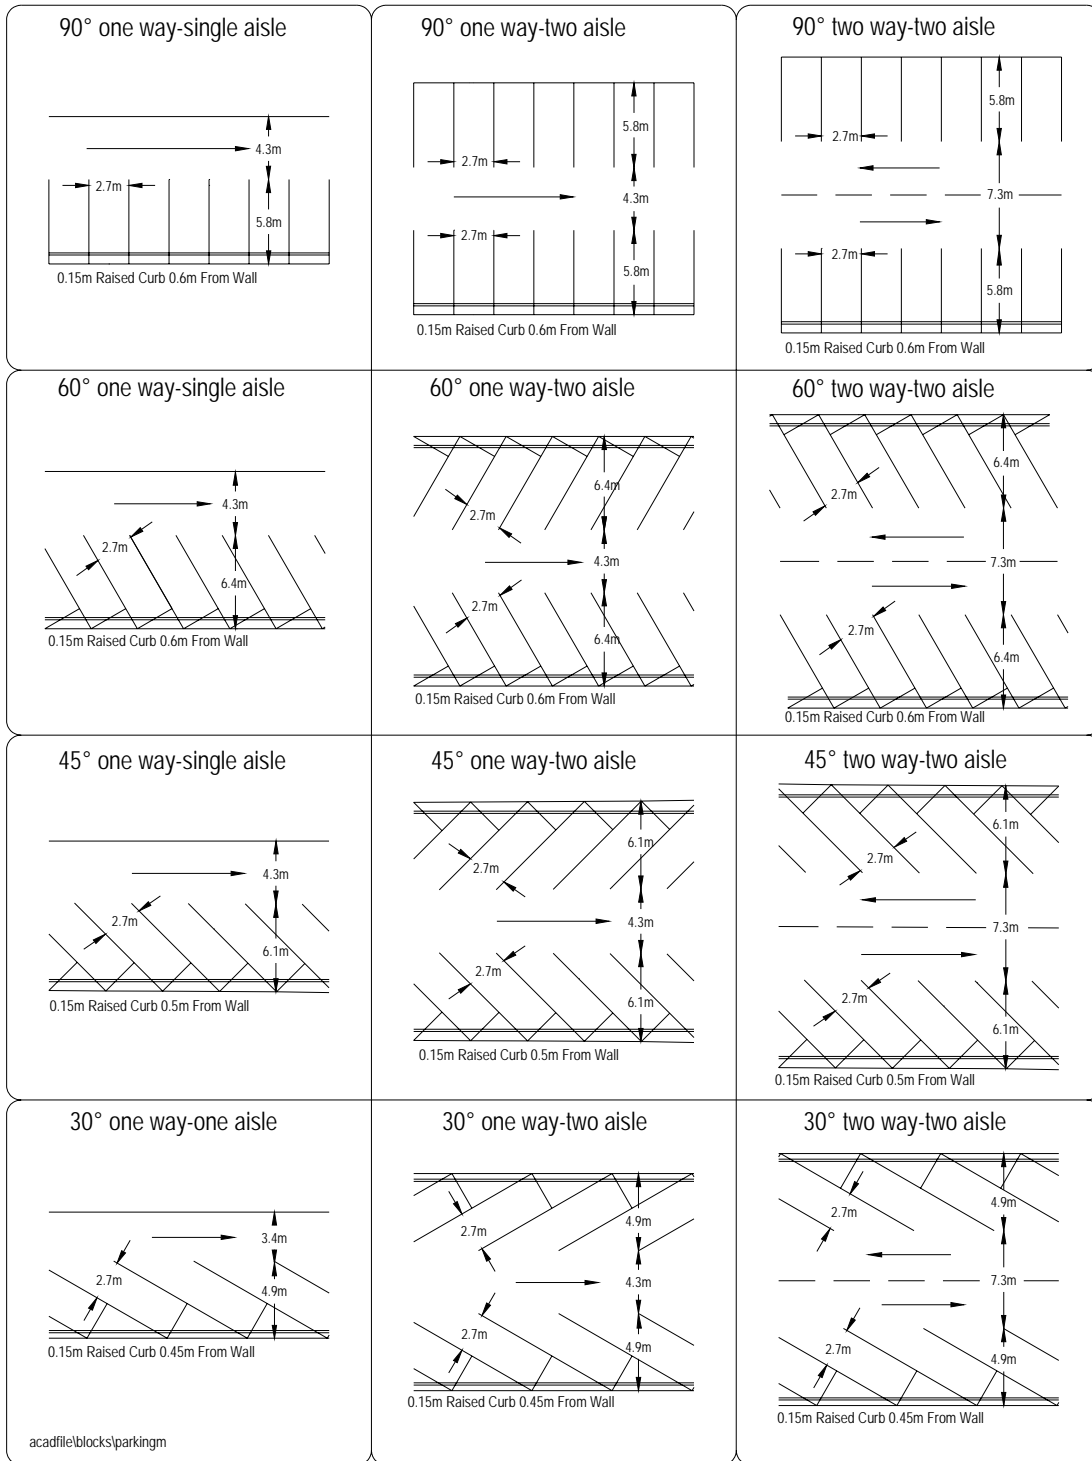 90° one way-single aisle
4.3m
2.7m
5.8m
0.15m Raised Curb 0.6m From Wall
90° one way-two aisle
5.8m
2.7m
4.3m
2.7m
5.8m
0.15m Raised Curb 0.6m From Wall
90° two way-two aisle
5.8m
2.7m
7.3m
2.7m
5.8m
0.15m Raised Curb 0.6m From Wall
60° one way-single aisle
4.3m
2.7m
6.4m
0.15m Raised Curb 0.6m From Wall
60° one way-two aisle
6.4m
2.7m
4.3m
2.7m
6.4m
0.15m Raised Curb 0.6m From Wall
60° two way-two aisle
6.4m
2.7m
7.3m
2.7m
6.4m
0.15m Raised Curb 0.6m From Wall
45° one way-single aisle
4.3m
2.7m
6.1m
0.15m Raised Curb 0.5m From Wall
45° one way-two aisle
6.1m
2.7m
4.3m
2.7m
6.1m
0.15m Raised Curb 0.5m From Wall
45° two way-two aisle
6.1m
2.7m
7.3m
2.7m
6.1m
0.15m Raised Curb 0.5m From Wall
30° one way-one aisle
3.4m
2.7m
4.9m
0.15m Raised Curb 0.45m From Wall
30° one way-two aisle
4.9m
2.7m
4.3m
2.7m
4.9m
0.15m Raised Curb 0.45m From Wall
30° two way-two aisle
4.9m
2.7m
7.3m
2.7m
4.9m
0.15m Raised Curb 0.45m From Wall
acadfile\blocks\parkingm